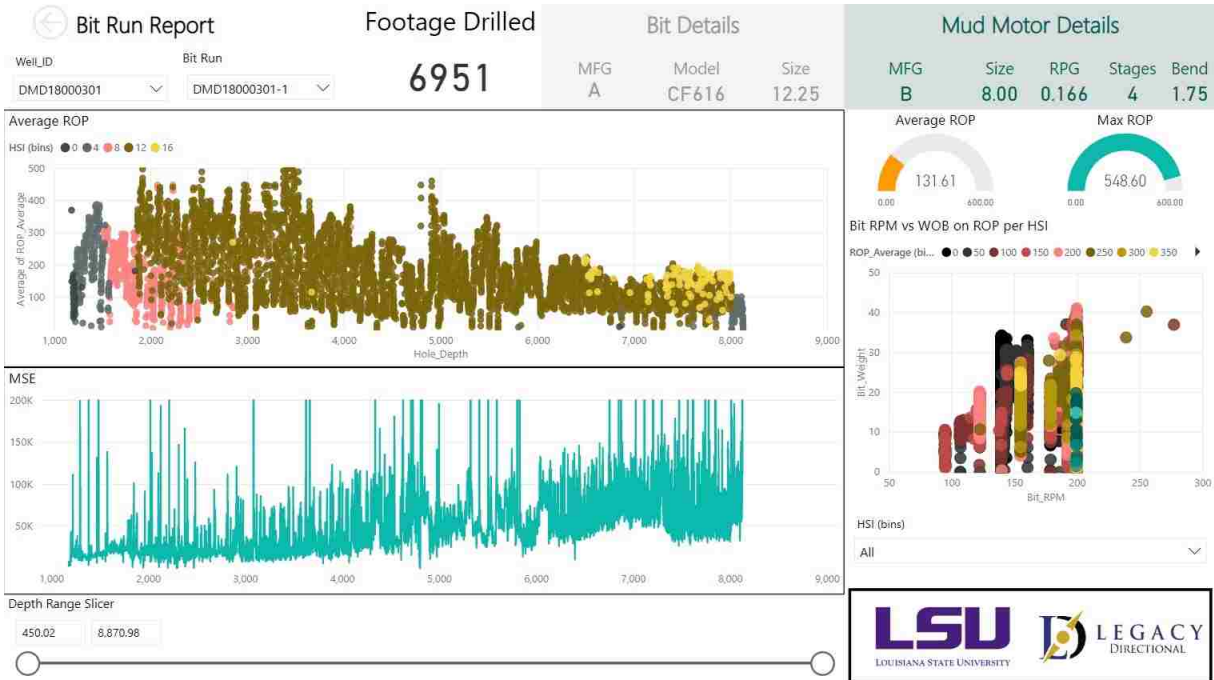 Bit Run Report
Well_ID
DMD18000301
Bit Run
DMD18000301-1
Footage Drilled
6951
Bit Details
MFG Model Size
A CF616 12.25
Mud Motor Details
MFG Size RPG Stages Bend
B 8.00 0.166 4 1.75
Average ROP
HSI (bins) 0 4 8 12 16
Average of ROP_Average
500
400
300
200
100
1,000 2,000 3,000 4,000 5,000 6,000 7,000 8,000 9,000
Hole_Depth
MSE
200K
150K
100K
50K
1,000 2,000 3,000 4,000 5,000 6,000 7,000 8,000 9,000
Depth Range Slicer
450.02 8,870.98
Average ROP
131.61
0.00 600.00
Max ROP
548.60
0.00 600.00
Bit RPM vs WOB on ROP per HSI
ROP_Average (bi... 0 50 100 150 200 250 300 350
Bit_Weight
50
40
30
20
10
0
50 100 150 200 250 300
Bit_RPM
HSI (bins)
All
LSU
LOUISIANA STATE UNIVERSITY
LEGACY
DIRECTIONAL